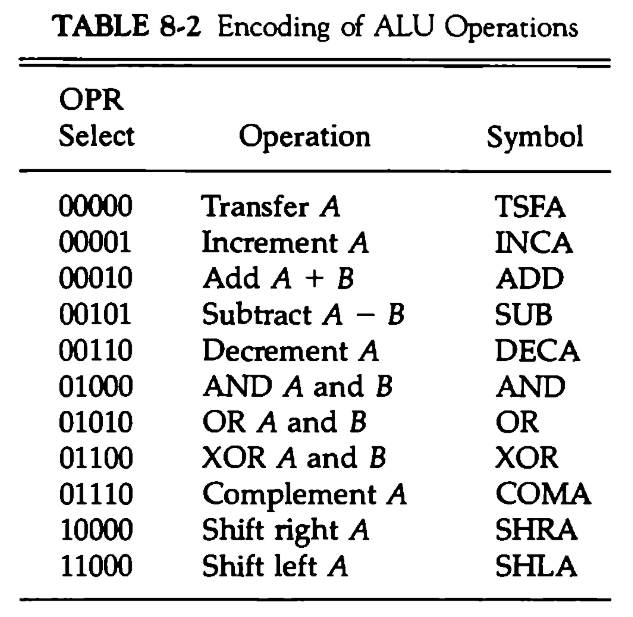 TABLE 8-2 Encoding of ALU Operations
OPR
Select Operation Symbol
00000 Transfer A TSFA
00001 Increment A INCA
00010 Add A + B ADD
00101 Subtract A − B SUB
00110 Decrement A DECA
01000 AND A and B AND
01010 OR A and B OR
01100 XOR A and B XOR
01110 Complement A COMA
10000 Shift right A SHRA
11000 Shift left A SHLA